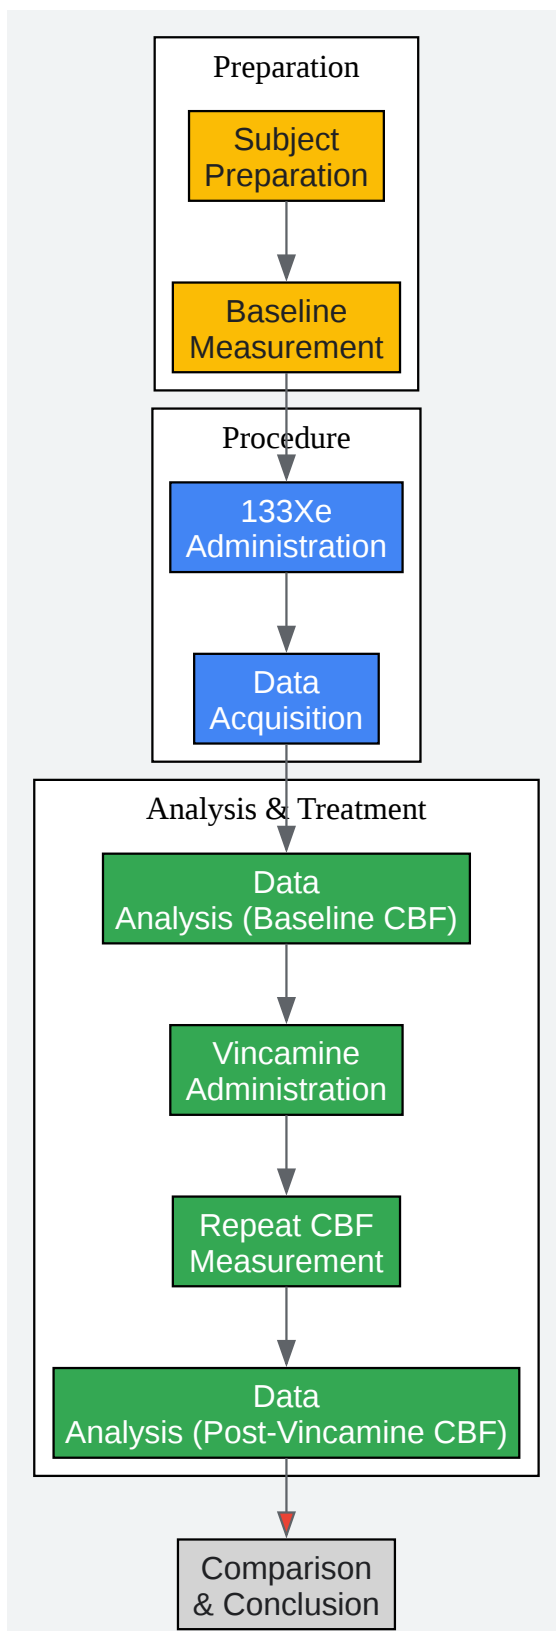 Preparation
Subject
Preparation
Baseline
Measurement
Procedure
133Xe
Administration
Data
Acquisition
Analysis & Treatment
Data
Analysis (Baseline CBF)
Vincamine
Administration
Repeat CBF
Measurement
Data
Analysis (Post-Vincamine CBF)
Comparison
& Conclusion